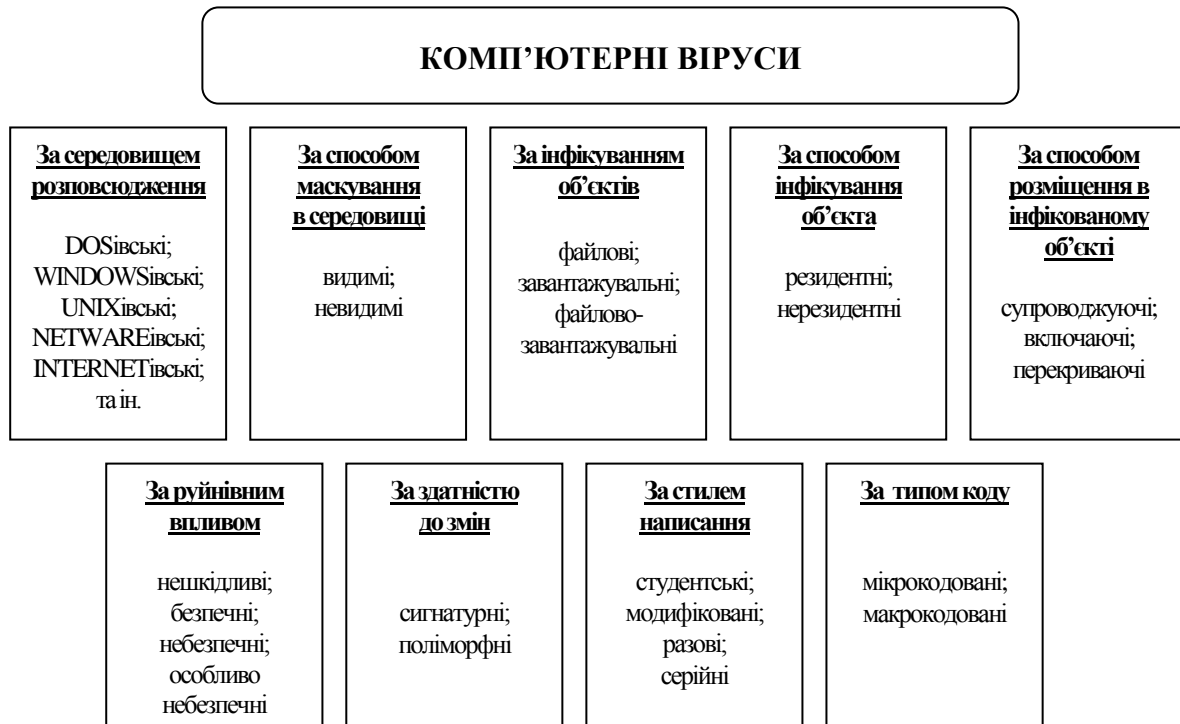 КОМП’ЮТЕРНІ ВІРУСИ
За середовищем
розповсюдження
DOSівські;
WINDOWSівські;
UNIXівські;
NETWAREівські;
INTERNETівські;
та ін.
За способом
маскування
в середовищі
видимі;
невидимі
За інфікуванням
об’єктів
файлові;
завантажувальні;
файлово-
завантажувальні
За способом
інфікування
об’єкта
резидентні;
нерезидентні
За способом
розміщення в
інфікованому
об’єкті
супроводжуючі;
включаючі;
перекриваючі
За руйнівним
впливом
нешкідливі;
безпечні;
небезпечні;
особливо
небезпечні
За здатністю
до змін
сигнатурні;
поліморфні
За стилем
написання
студентські;
модифіковані;
разові;
серійні
За типом коду
мікрокодовані;
макрокодовані